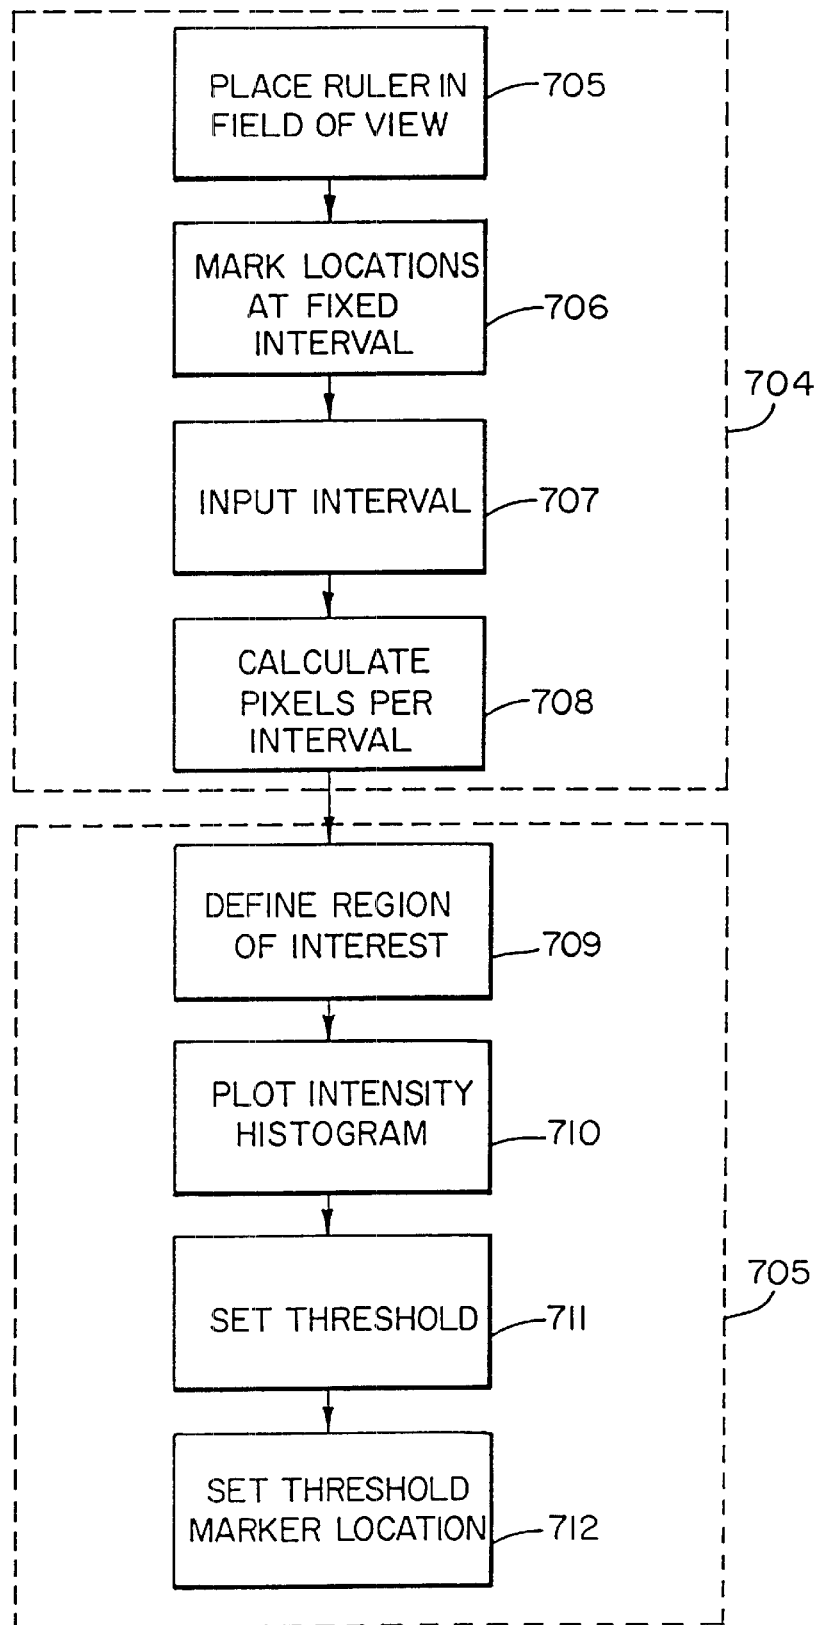 PLACE RULER IN
FIELD OF VIEW
705
MARK LOCATIONS
AT FIXED
INTERVAL
706
704
INPUT INTERVAL
707
CALCULATE
PIXELS PER
INTERVAL
708
DEFINE REGION
OF INTEREST
709
PLOT INTENSITY
HISTOGRAM
710
705
SET THRESHOLD
711
SET THRESHOLD
MARKER LOCATION
712